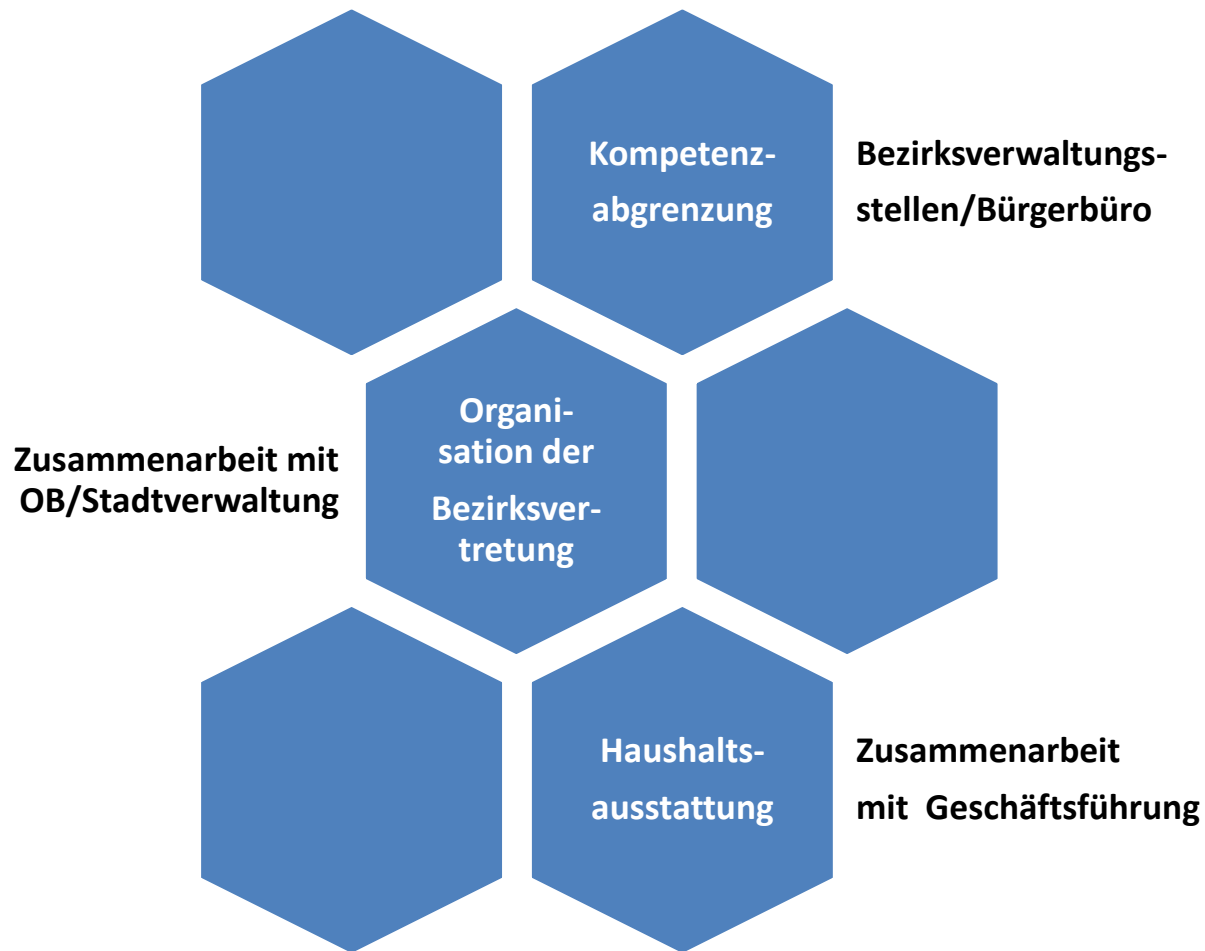 Kompetenz-
abgrenzung
Bezirksverwaltungs-
stellen/Bürgerbüro
Zusammenarbeit mit
OB/Stadtverwaltung
Organi-
sation der
Bezirksver-
tretung
Haushalts-
ausstattung
Zusammenarbeit
mit  Geschäftsführung